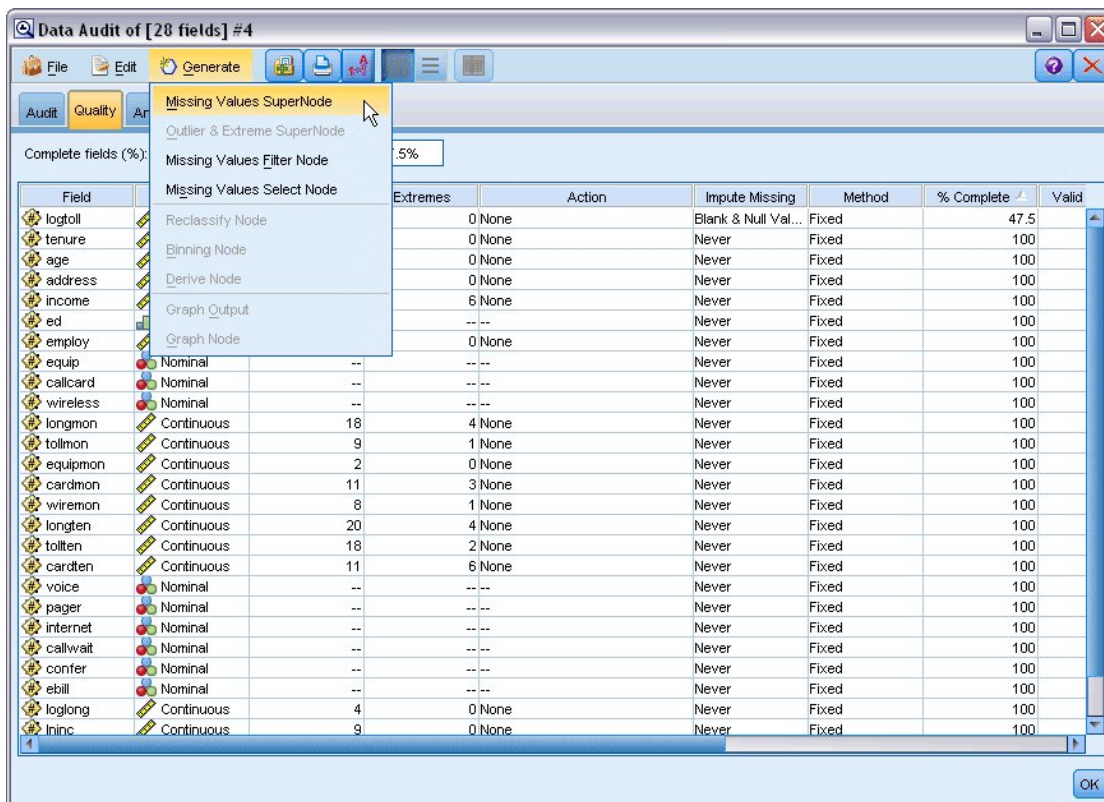 Data Audit of [28 fields] #4
File Edit Generate
Missing Values SuperNode
Outlier & Extreme SuperNode
Missing Values Filter Node
Missing Values Select Node
Reclassify Node
Binning Node
Derive Node
Graph Output
Graph Node
Audit Quality An
Complete fields (%): .5%
Field Extremes Action Impute Missing Method % Complete Valid
logtoll 0 None Blank & Null Val... Fixed 47.5
tenure 0 None Never Fixed 100
age 0 None Never Fixed 100
address 0 None Never Fixed 100
income 6 None Never Fixed 100
ed -- -- Never Fixed 100
employ 0 None Never Fixed 100
equip Nominal -- -- -- Never Fixed 100
callcard Nominal -- -- -- Never Fixed 100
wireless Nominal -- -- -- Never Fixed 100
longmon Continuous 18 4 None Never Fixed 100
tollmon Continuous 9 1 None Never Fixed 100
equipmon Continuous 2 0 None Never Fixed 100
cardmon Continuous 11 3 None Never Fixed 100
wiremon Continuous 8 1 None Never Fixed 100
longten Continuous 20 4 None Never Fixed 100
tollten Continuous 18 2 None Never Fixed 100
cardten Continuous 11 6 None Never Fixed 100
voice Nominal -- -- -- Never Fixed 100
pager Nominal -- -- -- Never Fixed 100
internet Nominal -- -- -- Never Fixed 100
callwait Nominal -- -- -- Never Fixed 100
confer Nominal -- -- -- Never Fixed 100
ebill Nominal -- -- -- Never Fixed 100
loglong Continuous 4 0 None Never Fixed 100
lninc Continuous 9 0 None Never Fixed 100
OK